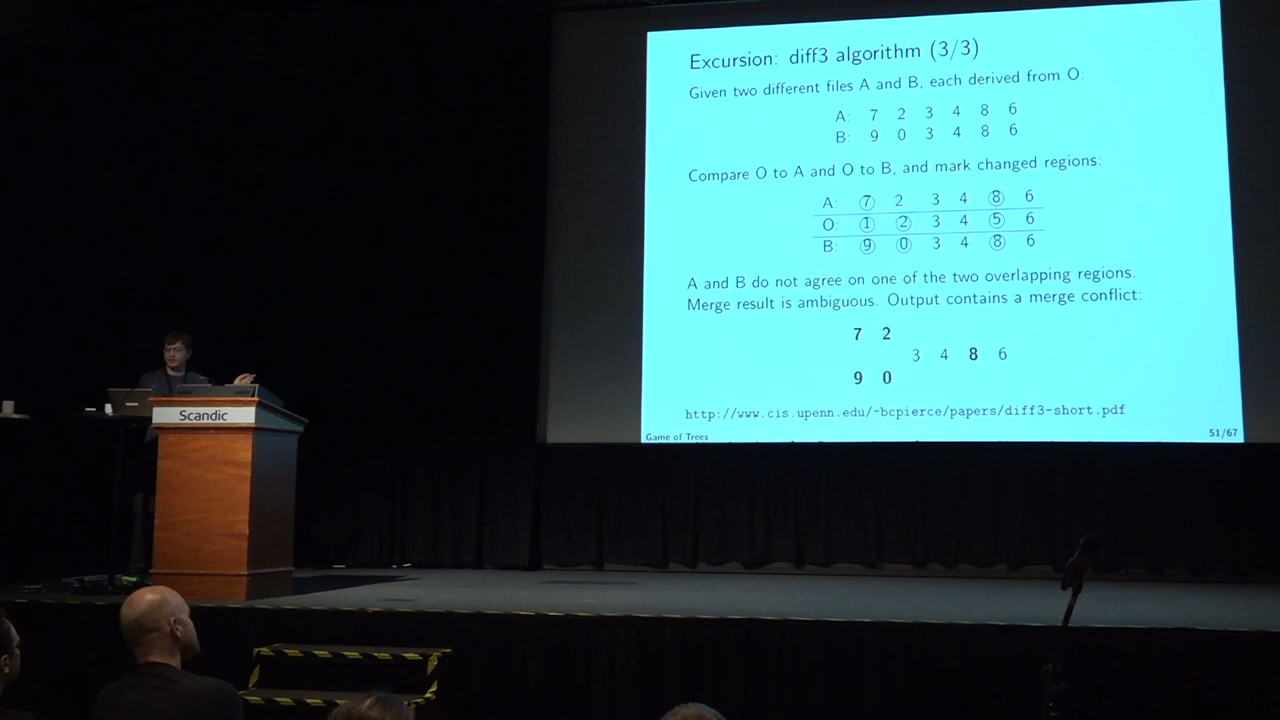 Excursion: diff3 algorithm (3/3)
Given two different files A and B, each derived from O:
A: 7 2 3 4 8 6
B: 9 0 3 4 8 6
Compare O to A and O to B, and mark changed regions:
A: 7 2 3 4 8 6
O: 1 2 3 4 5 6
B: 9 0 3 4 8 6
A and B do not agree on one of the two overlapping regions.
Merge result is ambiguous. Output contains a merge conflict:
7 2
3 4 8 6
9 0
http://www.cis.upenn.edu/~bcpierce/papers/diff3-short.pdf
Game of Trees
51/67
Scandic